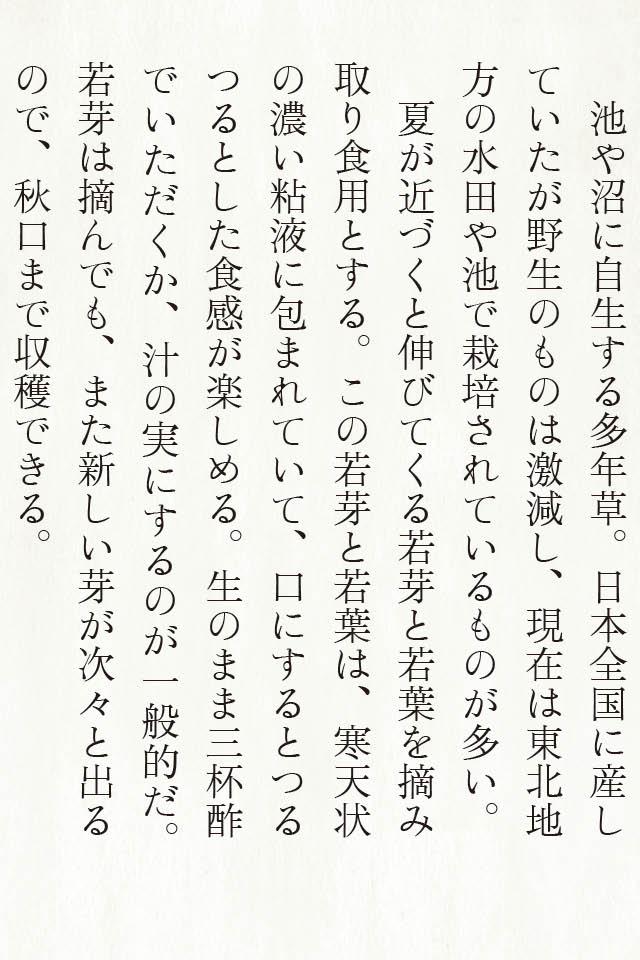 池や沼に自生する多年草。日本全国に産し
ていたが野生のものは激減し、現在は東北地
方の水田や池で栽培されているものが多い。
夏が近づくと伸びてくる若芽と若葉を摘み
取り食用とする。この若芽と若葉は、寒天状
の濃い粘液に包まれていて、口にするとつる
つるとした食感が楽しめる。生のまま三杯酢
でいただくか、汁の実にするのが一般的だ。
若芽は摘んでも、また新しい芽が次々と出る
ので、秋口まで収穫できる。